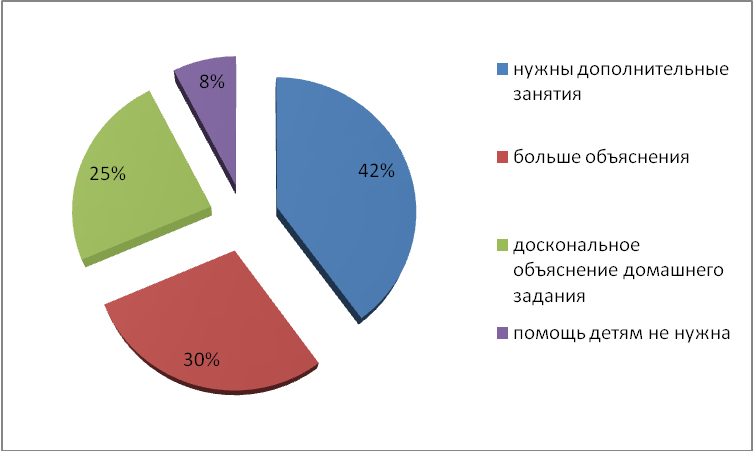 8%
42%
25%
30%
нужны дополнительные
занятия
больше объяснения
доскональное
объяснение домашнего
задания
помощь детям не нужна